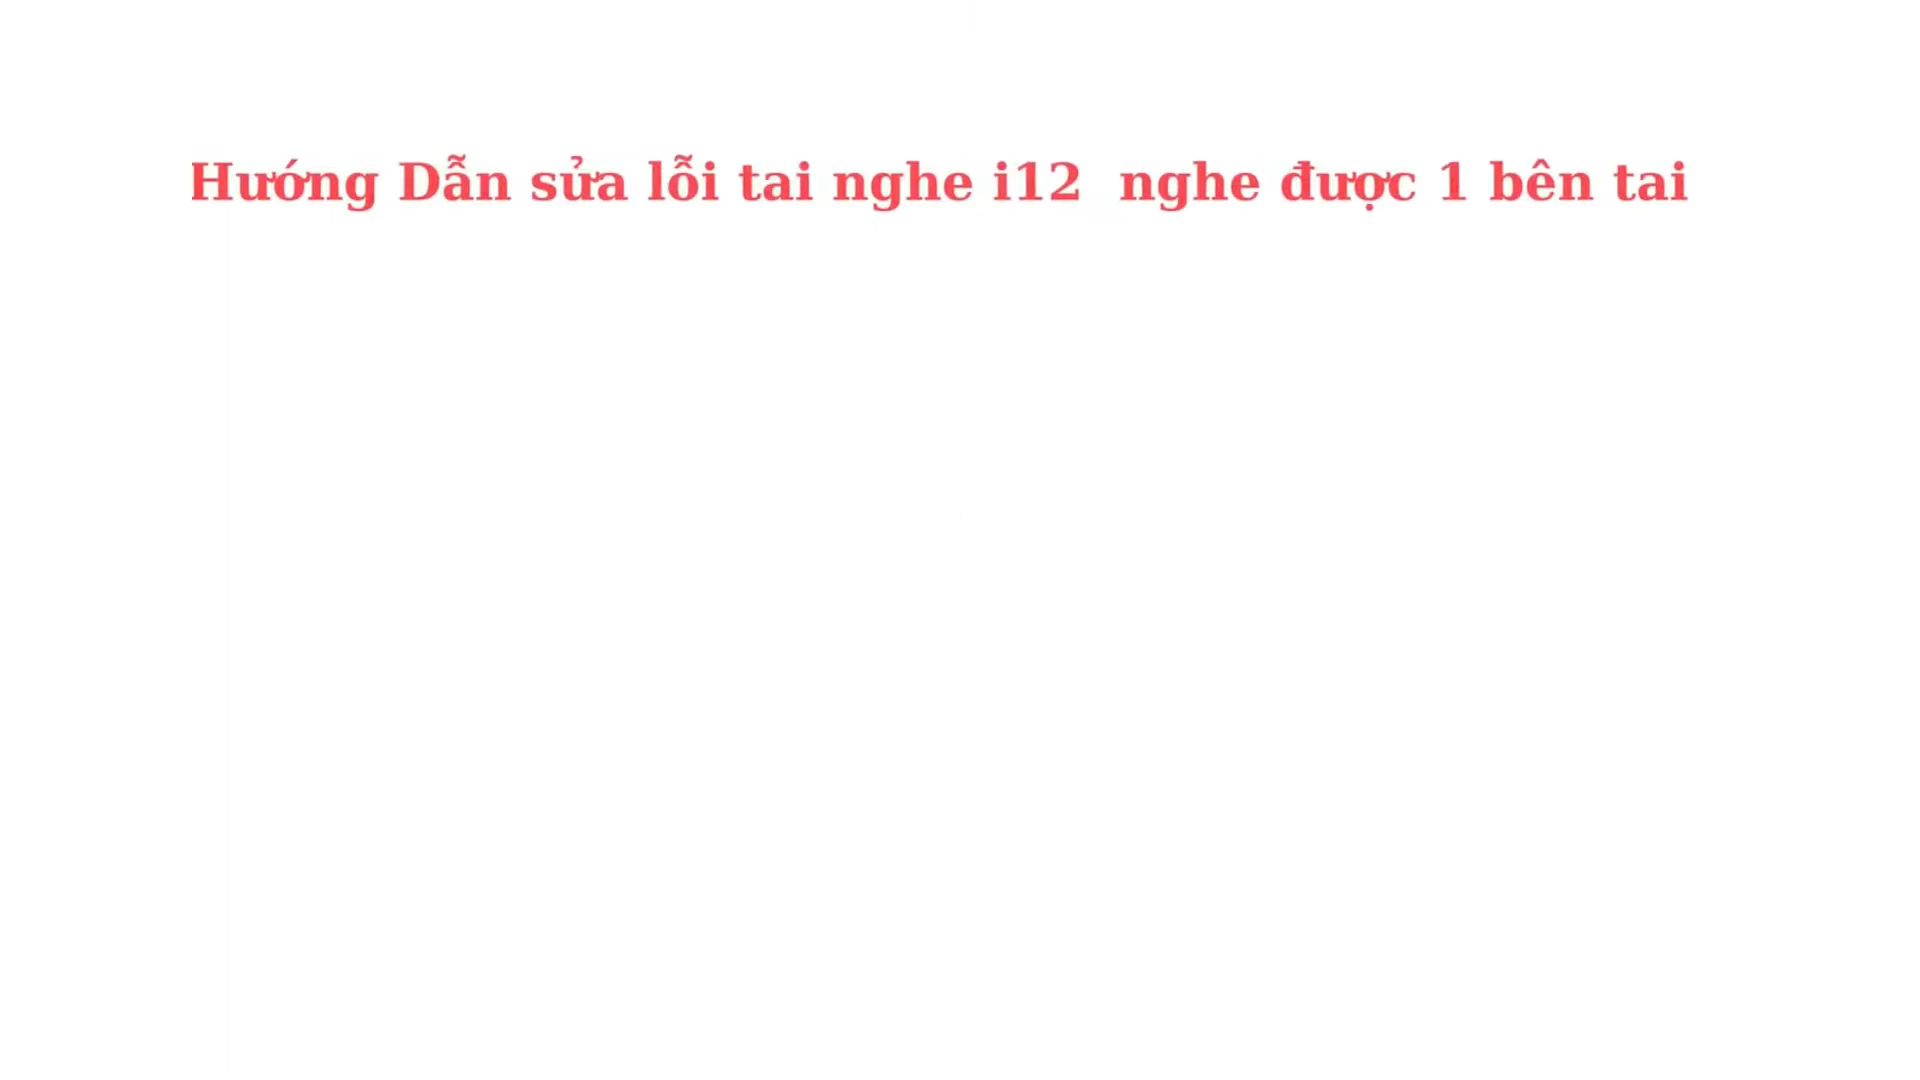 Hướng Dẫn sửa lỗi tai nghe i12  nghe được 1 bên tai